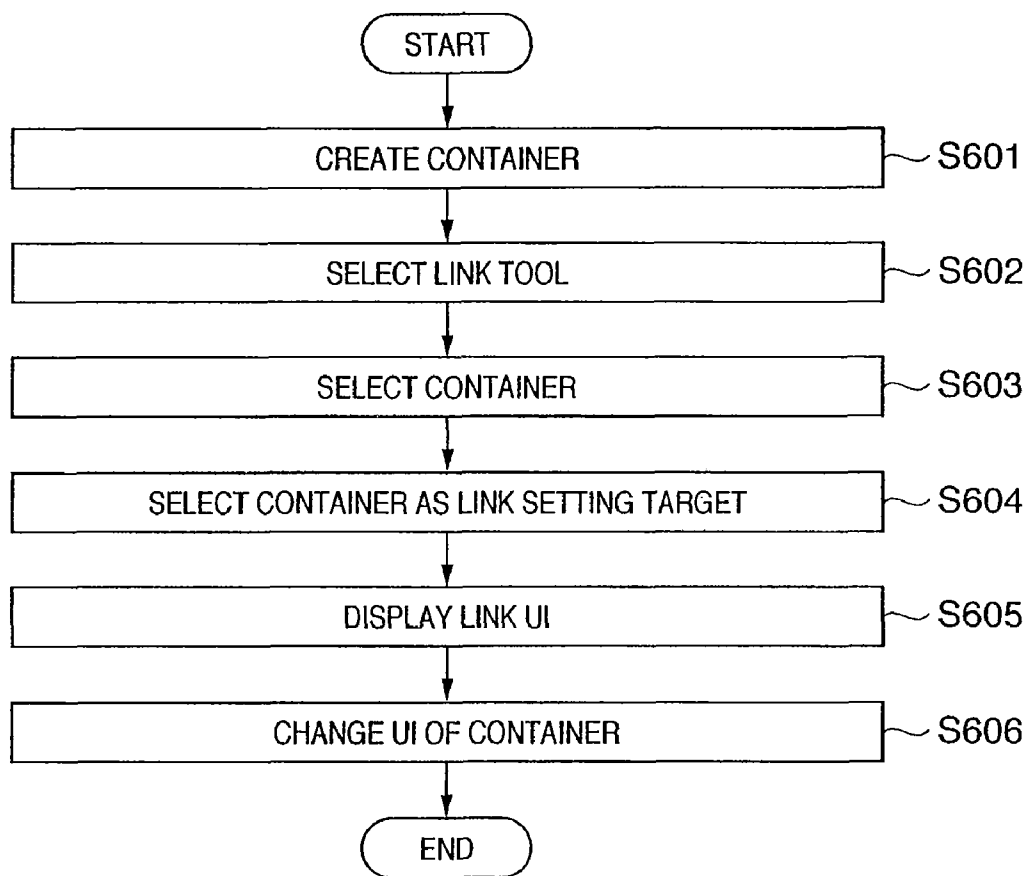 START
CREATE CONTAINER S601
SELECT LINK TOOL S602
SELECT CONTAINER S603
SELECT CONTAINER AS LINK SETTING TARGET S604
DISPLAY LINK UI S605
CHANGE UI OF CONTAINER S606
END